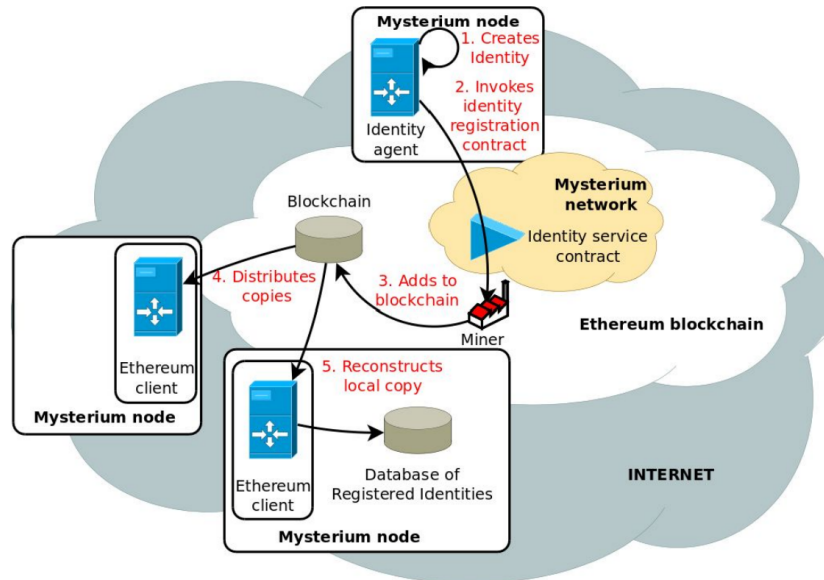 Mysterium node
1. Creates
Identity
2. Invokes
identity
registration
contract
Identity
agent
Mysterium
network
Identity service
contract
Blockchain
4. Distributes
copies
3. Adds to
blockchain
Miner
Ethereum blockchain
Ethereum
client
Mysterium node
5. Reconstructs
local copy
Ethereum
client
Database of
Registered Identities
Mysterium node
INTERNET